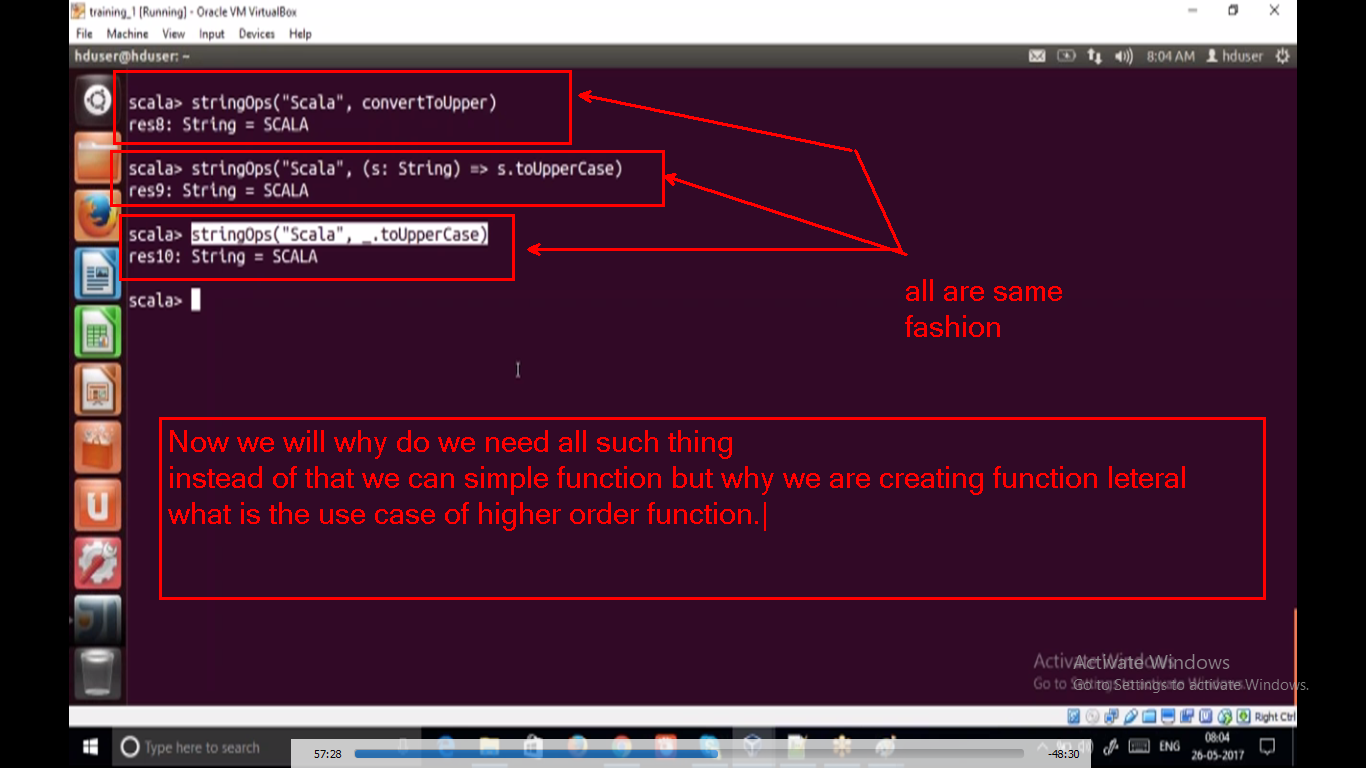 training_1 [Running] - Oracle VM VirtualBox
File Machine View Input Devices Help
hduser@hduser: ~
8:04 AM hduser
scala> stringOps("Scala", convertToUpper)
res8: String = SCALA
scala> stringOps("Scala", (s: String) => s.toUpperCase)
res9: String = SCALA
scala> stringOps("Scala", _.toUpperCase)
res10: String = SCALA
scala>
all are same
fashion
Now we will why do we need all such thing
instead of that we can simple function but why we are creating function leteral
what is the use case of higher order function.
Activate Windows
Go to Settings to activate Windows.
Right Ctrl
Type here to search
ENG
08:04
26-05-2017
57:28
-48:30